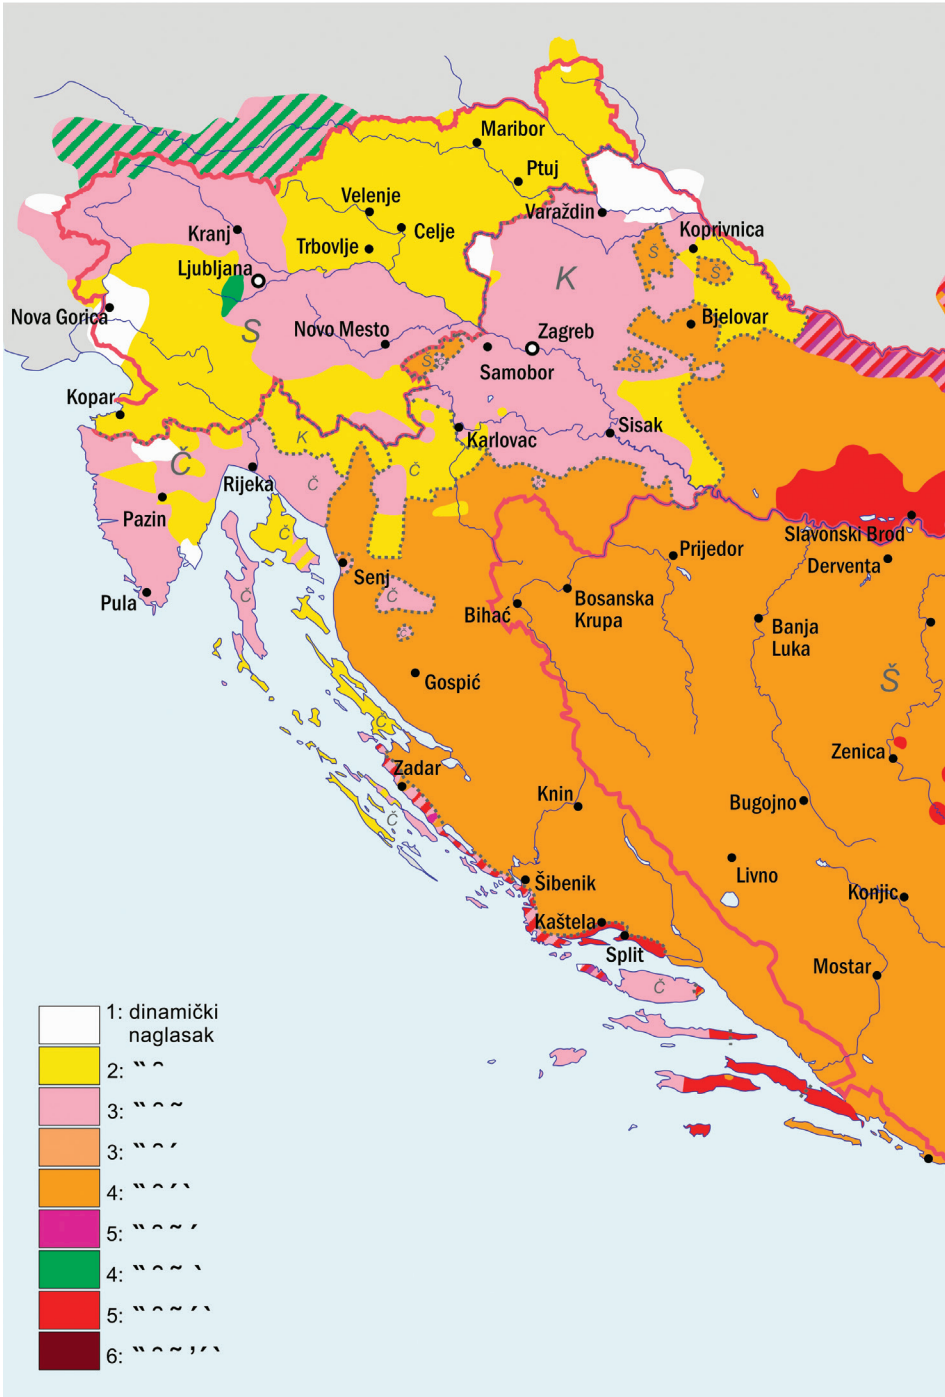 Maribor
Ptuj
Velenje
Varaždin
Celje
Kranj
Koprivnica
Trbovlje
Š
Ljubljana
Š
K
Nova Gorica
S
Novo Mesto
Zagreb
Bjelovar
Š
Č
Š
Samobor
Kopar
Sisak
K
Karlovac
Č
Č
Rijeka
Č
Č
Pazin
Č
Slavonski Brod
Prijedor
Derventa
Senj
Pula
Č
Č
Bihać
Bosanska
Krupa
Banja
Luka
Č
Gospić
Š
Č
Zenica
Zadar
Knin
Bugojno
Č
Livno
Šibenik
Konjic
Kaštela
Split
Mostar
Č
1: dinamički
naglasak
2: ̏ ̑
3: ̏ ̑ ̃
3: ̏ ̑ ́
4: ̏ ̑ ́ ̀
5: ̏ ̑ ̃ ́
4: ̏ ̑ ̃ ̀
5: ̏ ̑ ̃ ́ ̀
6: ̏ ̑ ̃ ' ́ ̀